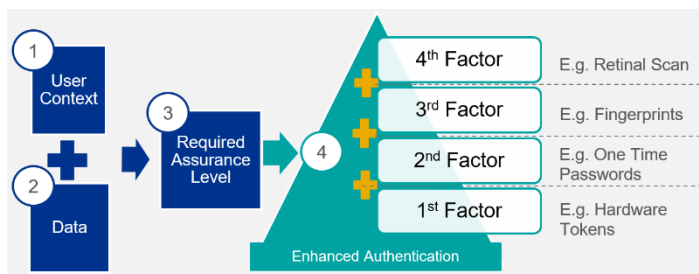 1
User
Context
2
Data
3
Required
Assurance
Level
4
4th Factor
E.g. Retinal Scan
3rd Factor
E.g. Fingerprints
2nd Factor
E.g. One Time
Passwords
1st Factor
E.g. Hardware
Tokens
Enhanced Authentication